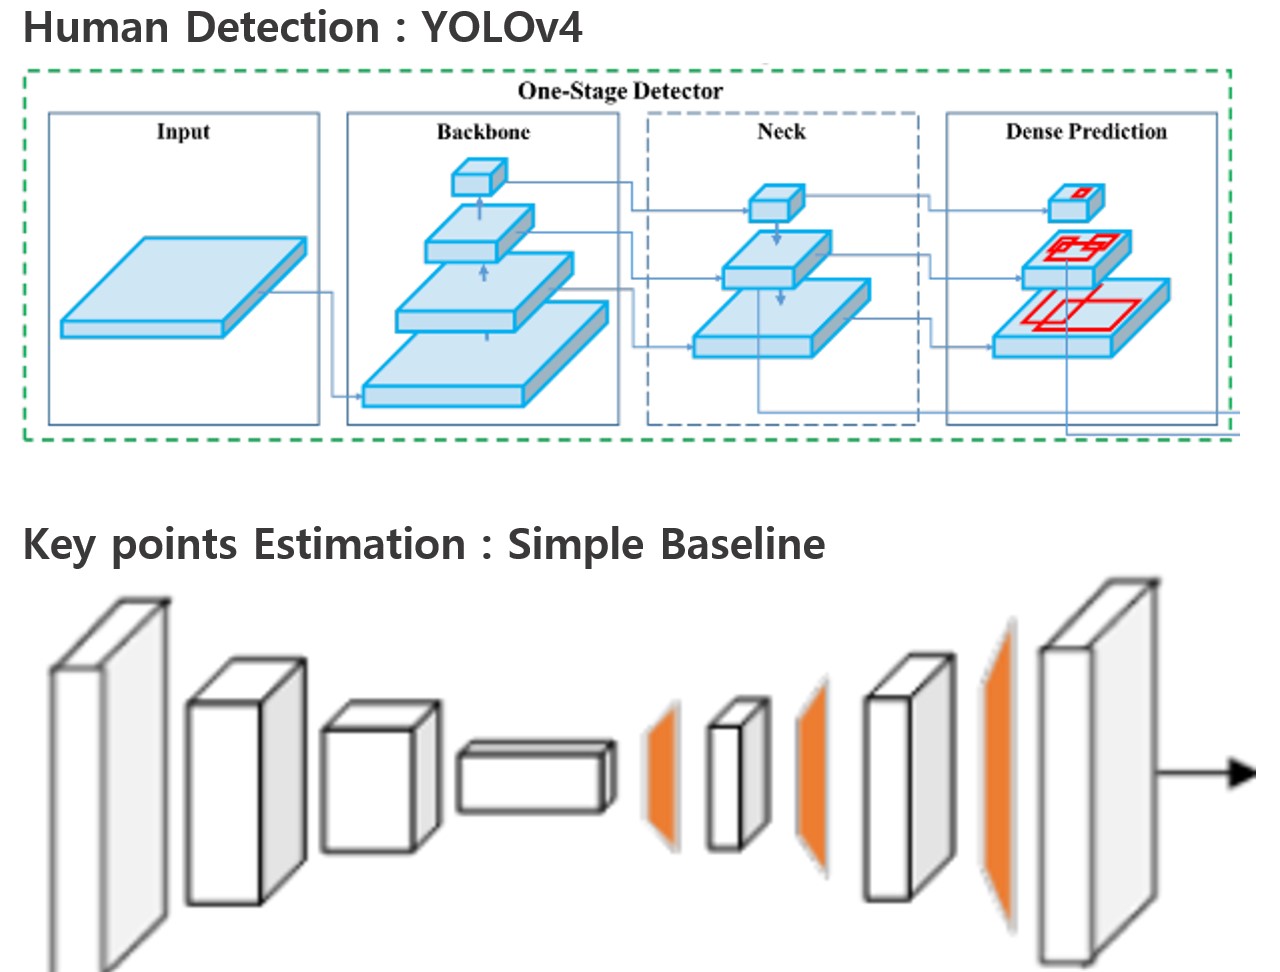 Human Detection : YOLOv4
One-Stage Detector
Input
Backbone
Neck
Dense Prediction
Key points Estimation : Simple Baseline